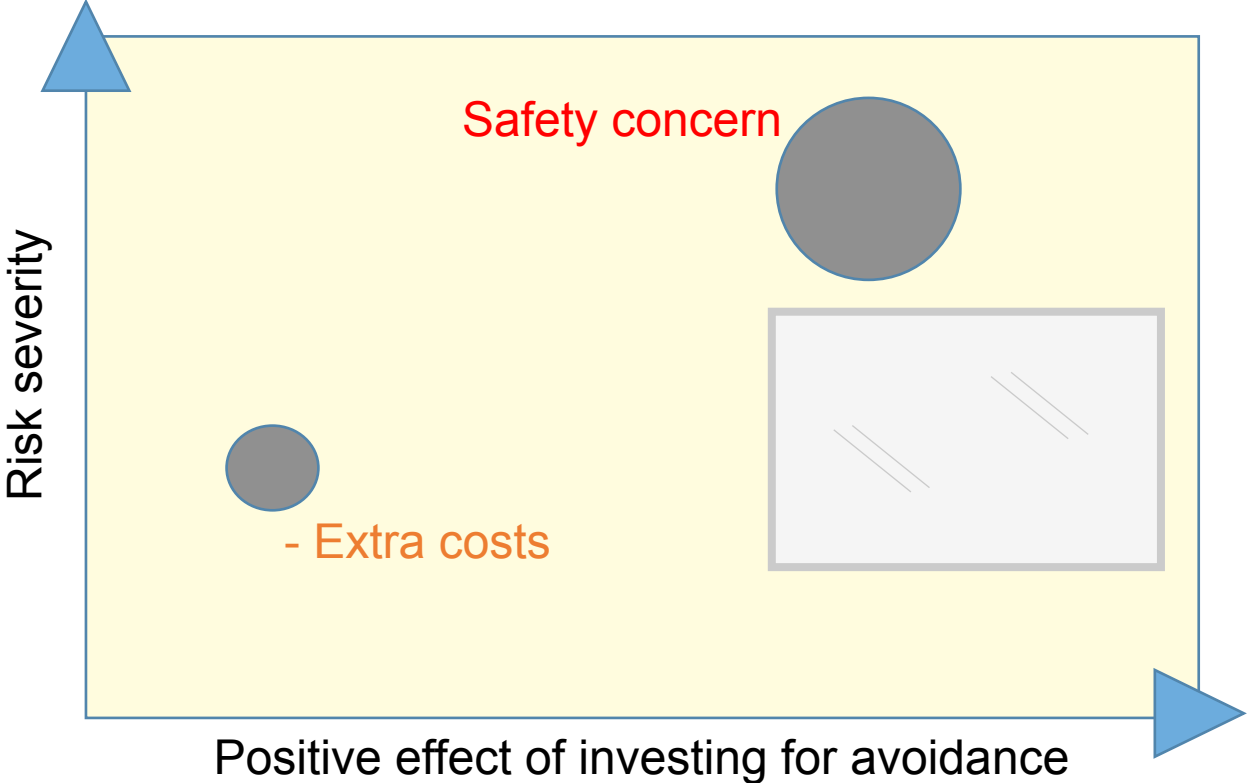 Safety concern
Risk severity
- Extra costs
Positive effect of investing for avoidance